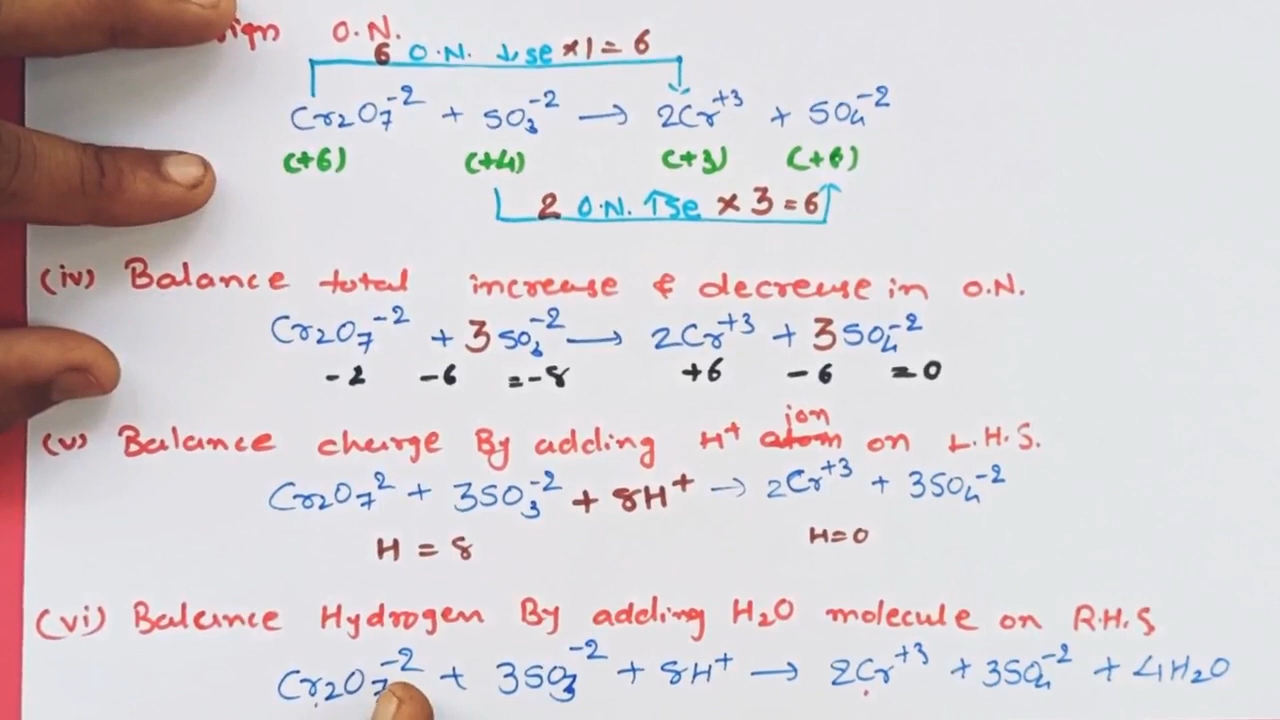 ign O.N.
6 O.N. ↓se ×1 = 6
Cr₂O₇⁻² + SO₃⁻² → 2Cr⁺³ + SO₄⁻²
(+6) (+4) (+3) (+6)
2 O.N. ↑se × 3 = 6
(iv) Balance total increase & decrease in O.N.
Cr₂O₇⁻² + 3SO₃⁻² → 2Cr⁺³ + 3SO₄⁻²
-2 -6 =-8 +6 -6 =0
ion
(v) Balance charge By adding H⁺ atom on L.H.S.
Cr₂O₇² + 3SO₃⁻² + 8H⁺ → 2Cr⁺³ + 3SO₄⁻²
H = 8 H=0
(vi) Balance Hydrogen By adding H₂O molecule on R.H.S
Cr₂O₇⁻² + 3SO₃⁻² + 8H⁺ → 2Cr⁺³ + 3SO₄⁻² + 4H₂O